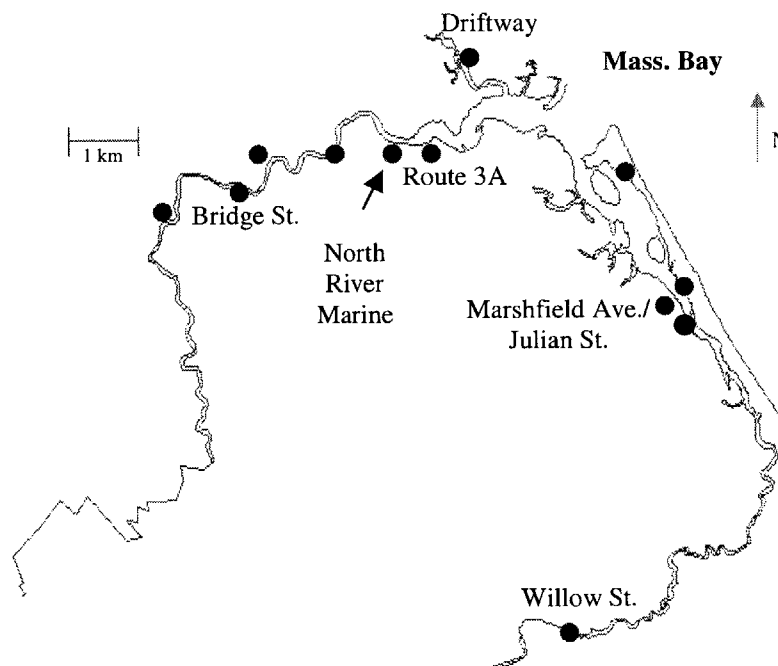 Driftway
Mass. Bay
N
1 km
Route 3A
Bridge St.
North
River
Marine
Marshfield Ave./
Julian St.
Willow St.